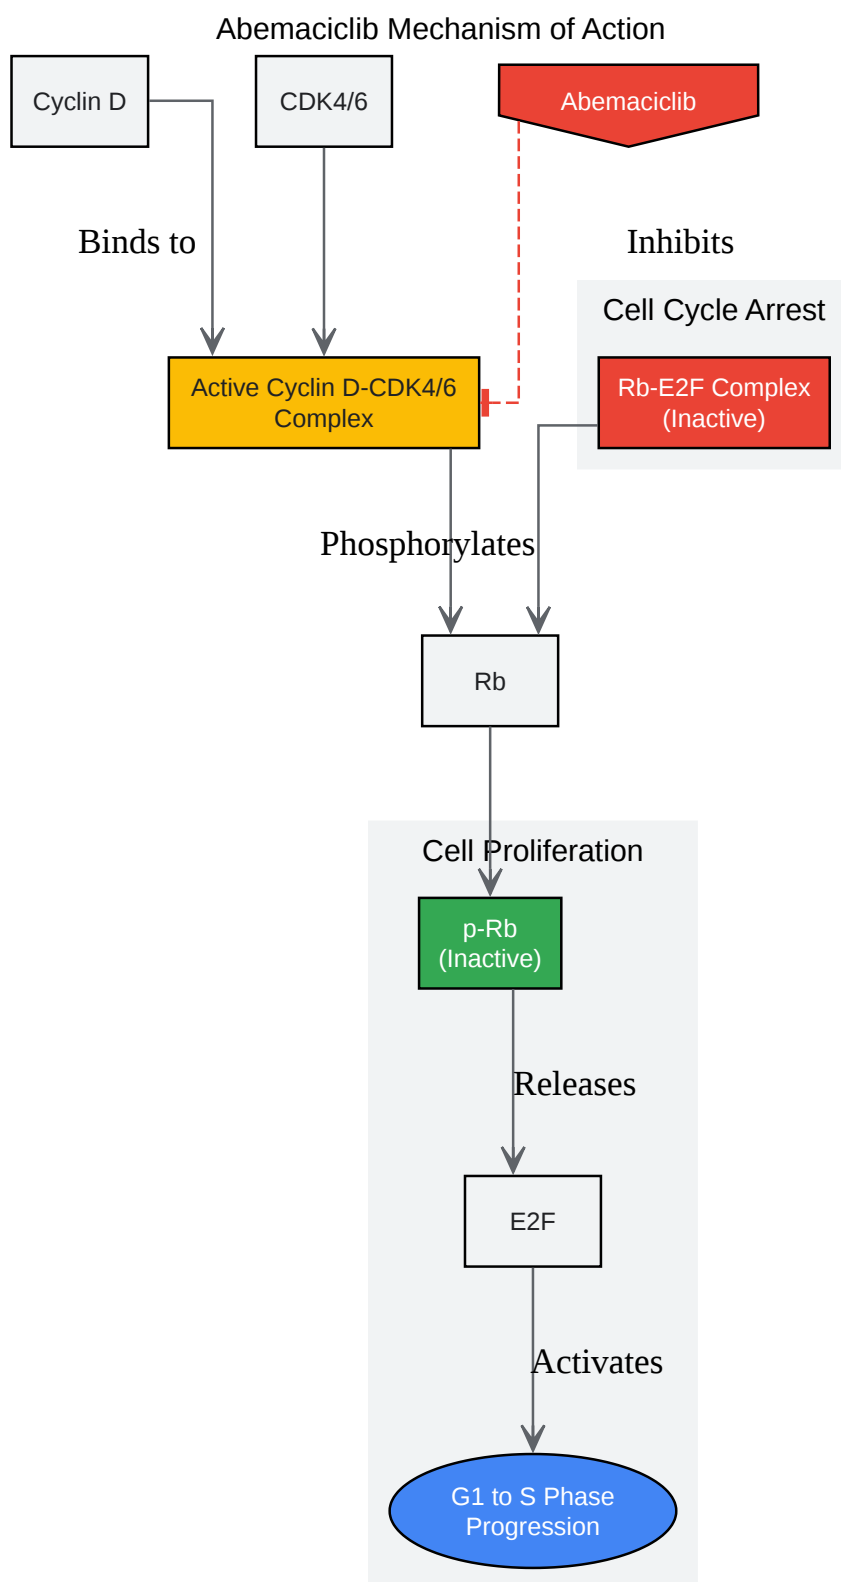 Abemaciclib Mechanism of Action
Cyclin D
CDK4/6
Abemaciclib
Binds to
Inhibits
Cell Cycle Arrest
Active Cyclin D-CDK4/6
Complex
Rb-E2F Complex
(Inactive)
Phosphorylates
Rb
Cell Proliferation
p-Rb
(Inactive)
Releases
E2F
Activates
G1 to S Phase
Progression